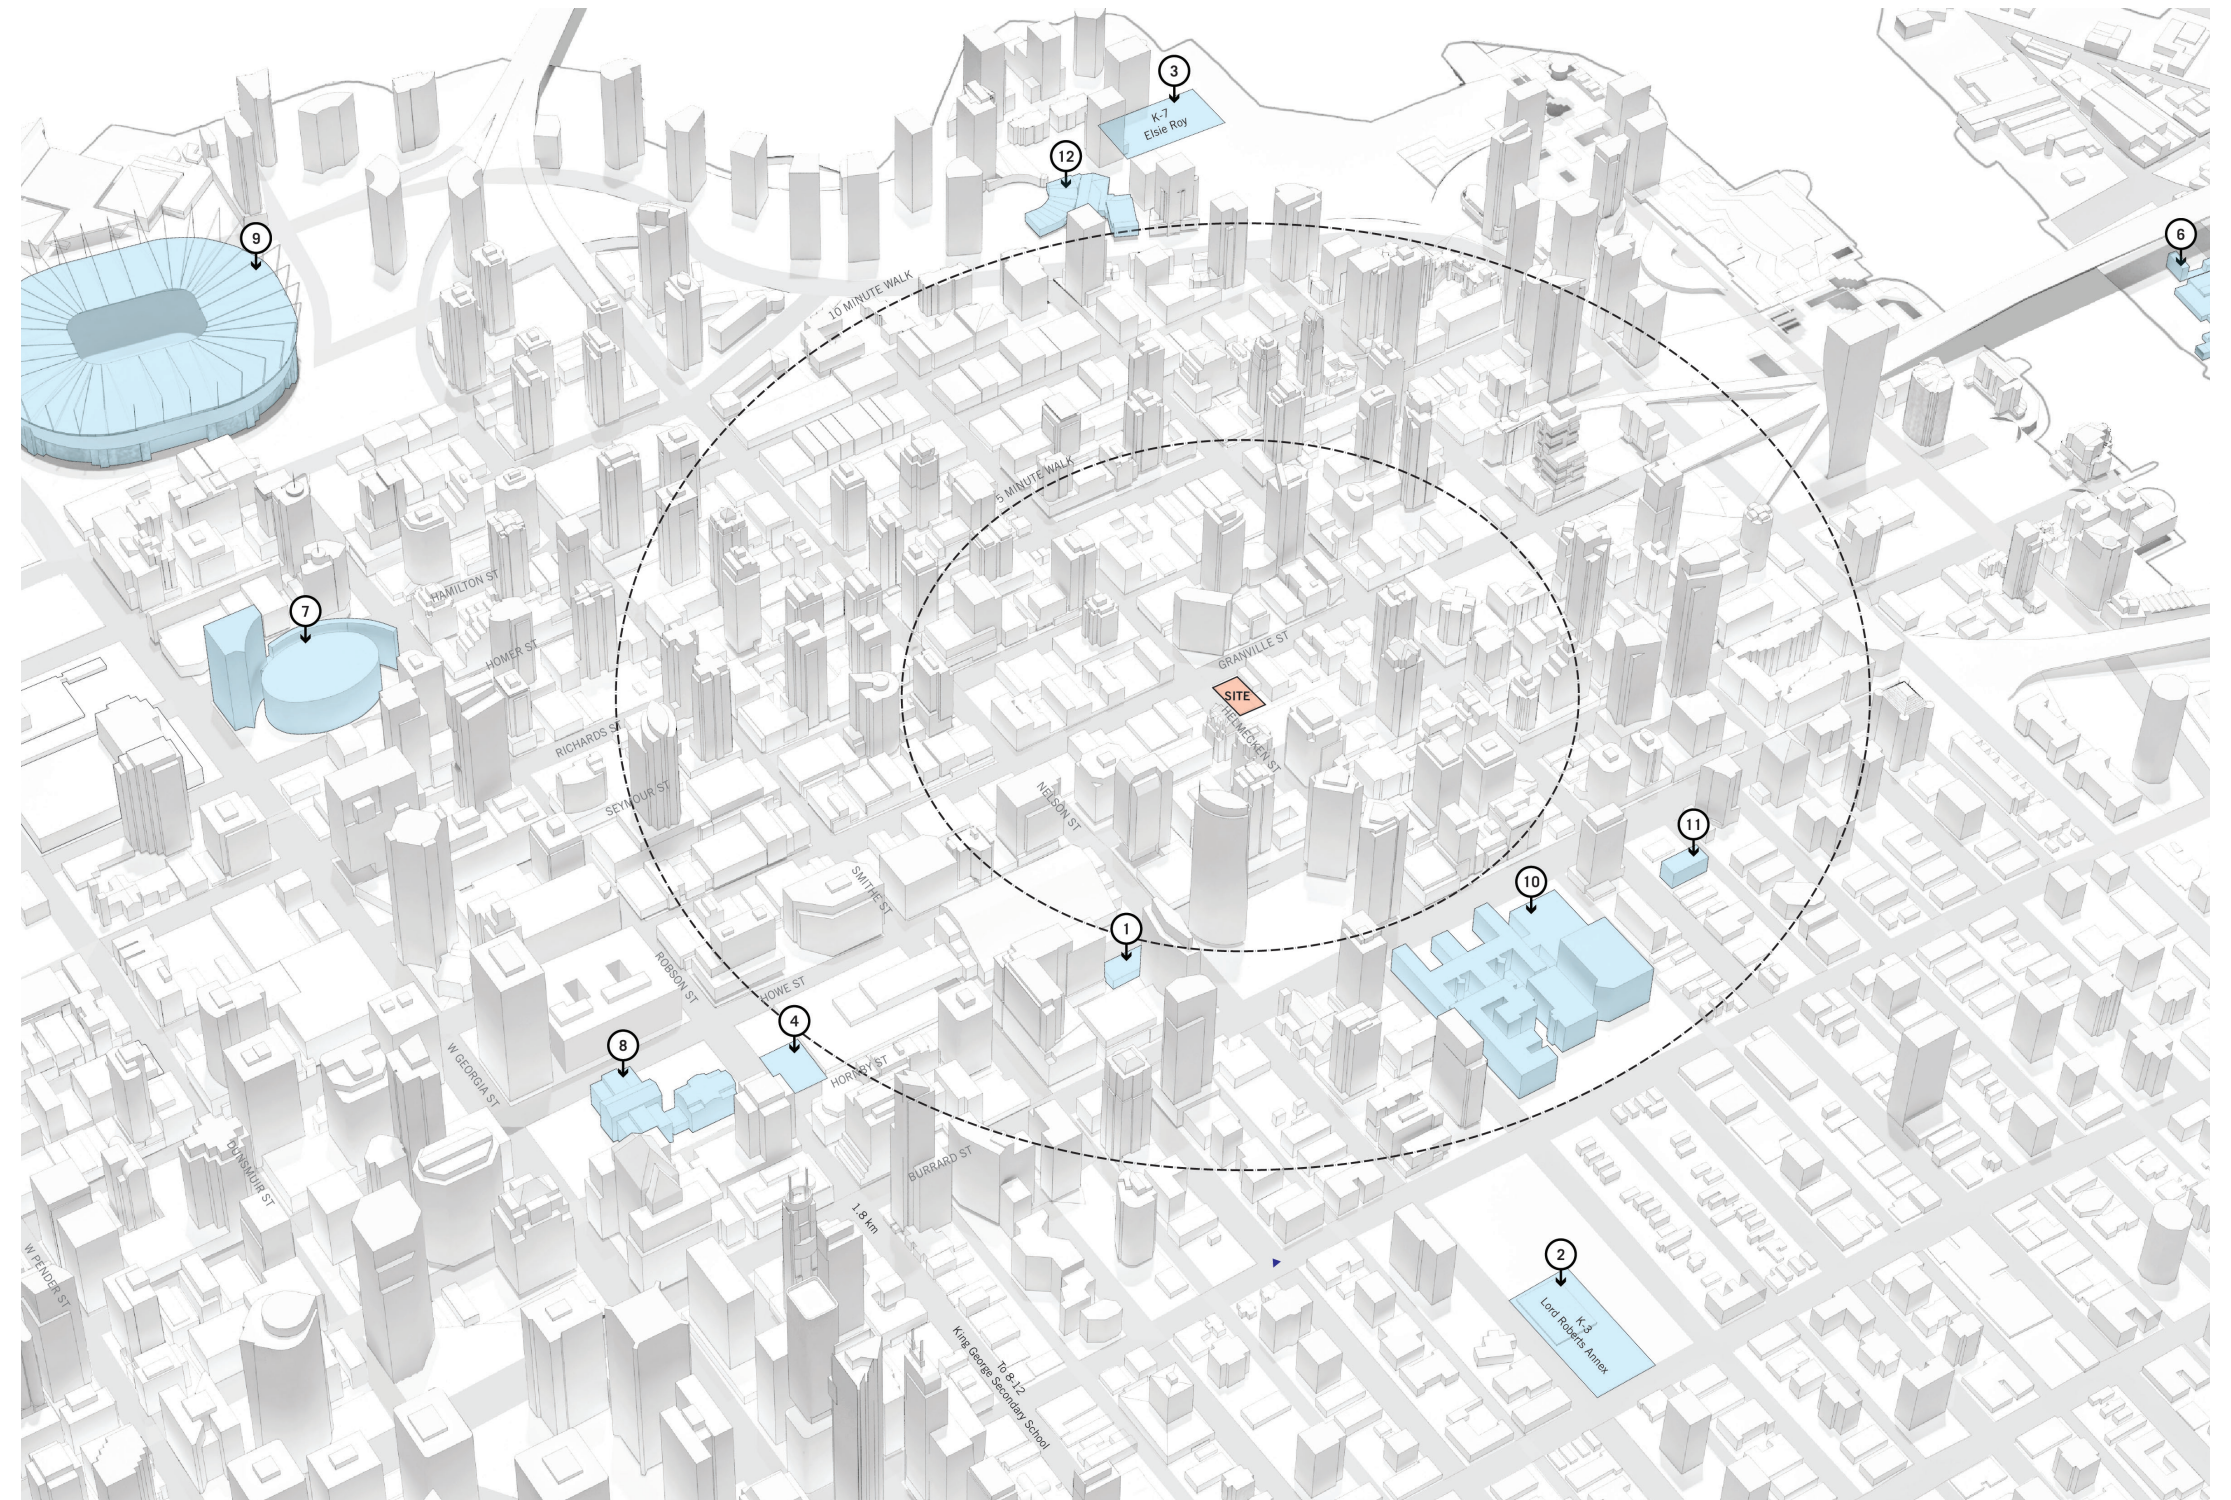 3
K-7
Elsie Roy
12
9
6
10 MINUTE WALK
5 MINUTE WALK
HAMILTON ST
7
HOMER ST
GRANVILLE ST
SITE
HELMECKEN ST
RICHARDS ST
SEYMOUR ST
NELSON ST
11
SMITHE ST
10
1
ROBSON ST
HOWE ST
4
8
W GEORGIA ST
HORNBY ST
DUNSMUIR ST
BURRARD ST
1.8 km
W PENDER ST
2
K-3
Lord Roberts Annex
To 8-12
King George Secondary School